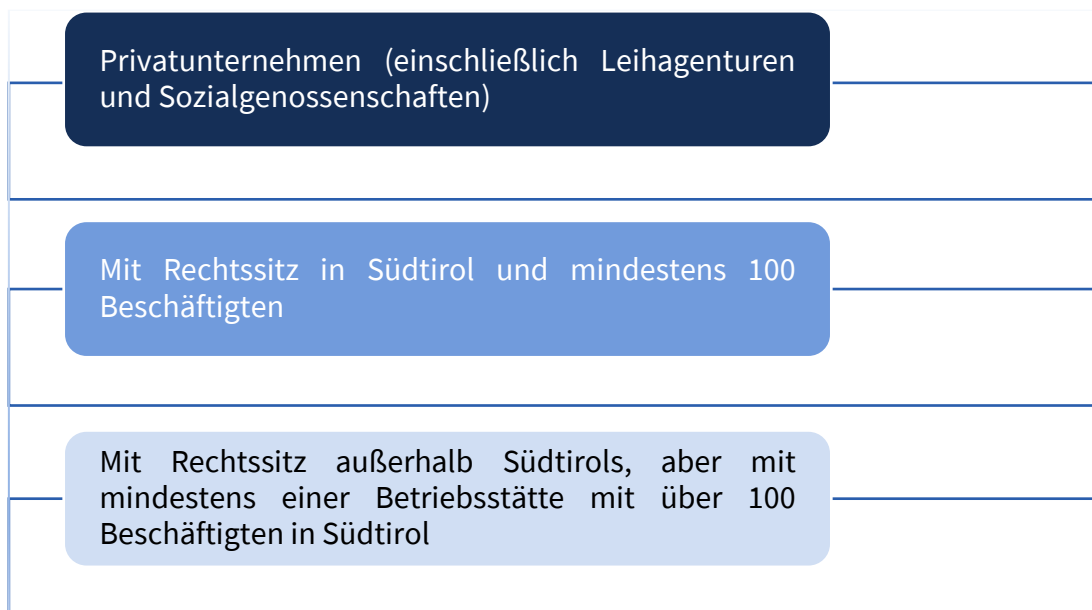 Privatunternehmen (einschließlich Leihagenturen
und Sozialgenossenschaften)
Mit Rechtssitz in Südtirol und mindestens 100
Beschäftigten
Mit Rechtssitz außerhalb Südtirols, aber mit
mindestens einer Betriebsstätte mit über 100
Beschäftigten in Südtirol